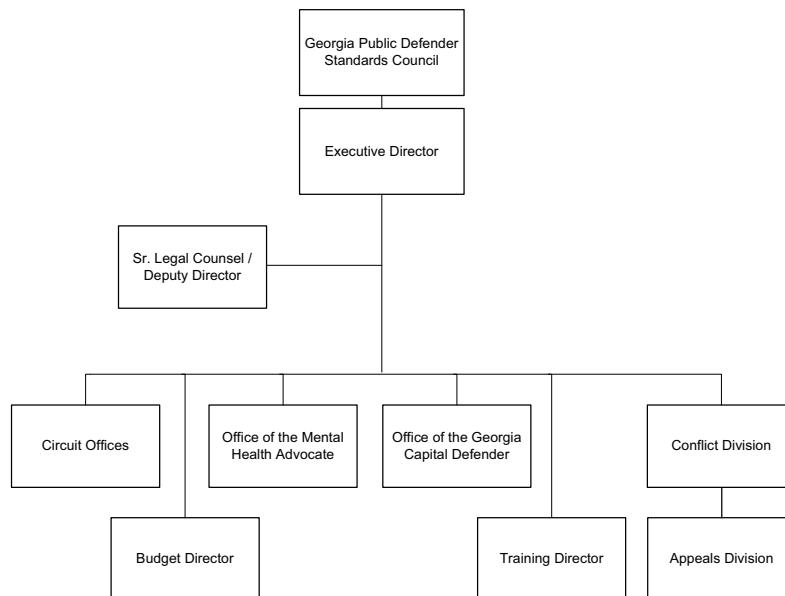 Georgia Public Defender
Standards Council
Executive Director
Sr. Legal Counsel /
Deputy Director
Circuit Offices
Office of the Mental
Health Advocate
Office of the Georgia
Capital Defender
Conflict Division
Budget Director
Training Director
Appeals Division